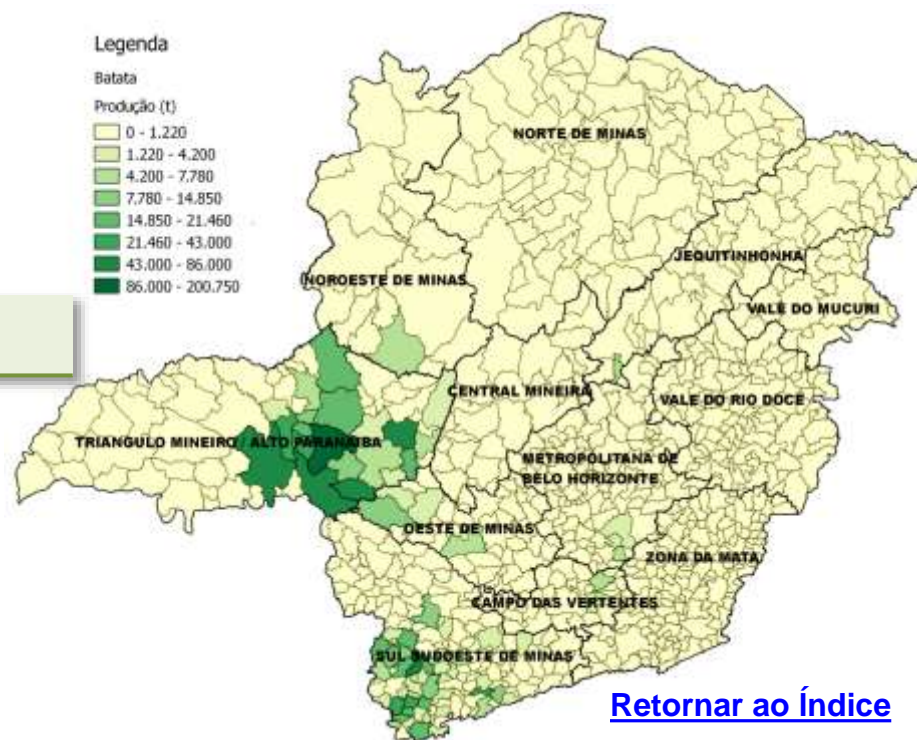 Legenda
Batata
Produção (t)
0 - 1.220
1.220 - 4.200
4.200 - 7.780
7.780 - 14.850
14.850 - 21.460
21.460 - 43.000
43.000 - 86.000
86.000 - 200.750
NORTE DE MINAS
JEQUITINHONHA
NOROESTE DE MINAS
VALE DO MUCURI
CENTRAL MINEIRA
VALE DO RIO DOCE
TRIANGULO MINEIRO / ALTO PARANAIBA
METROPOLITANA DE
BELO HORIZONTE
OESTE DE MINAS
ZONA DA MATA
CAMPO DAS VERTENTES
SUL SUDOESTE DE MINAS
Retornar ao Índice